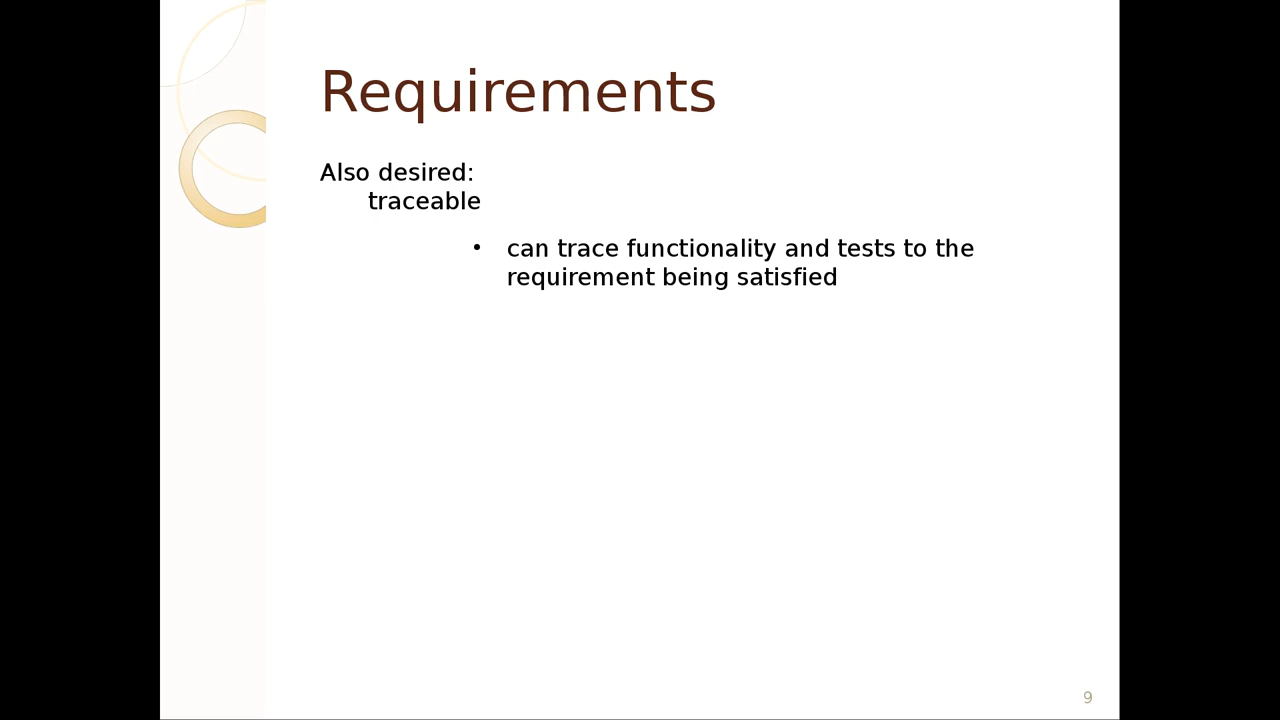 Requirements
Also desired:
traceable
• can trace functionality and tests to the
requirement being satisfied
9